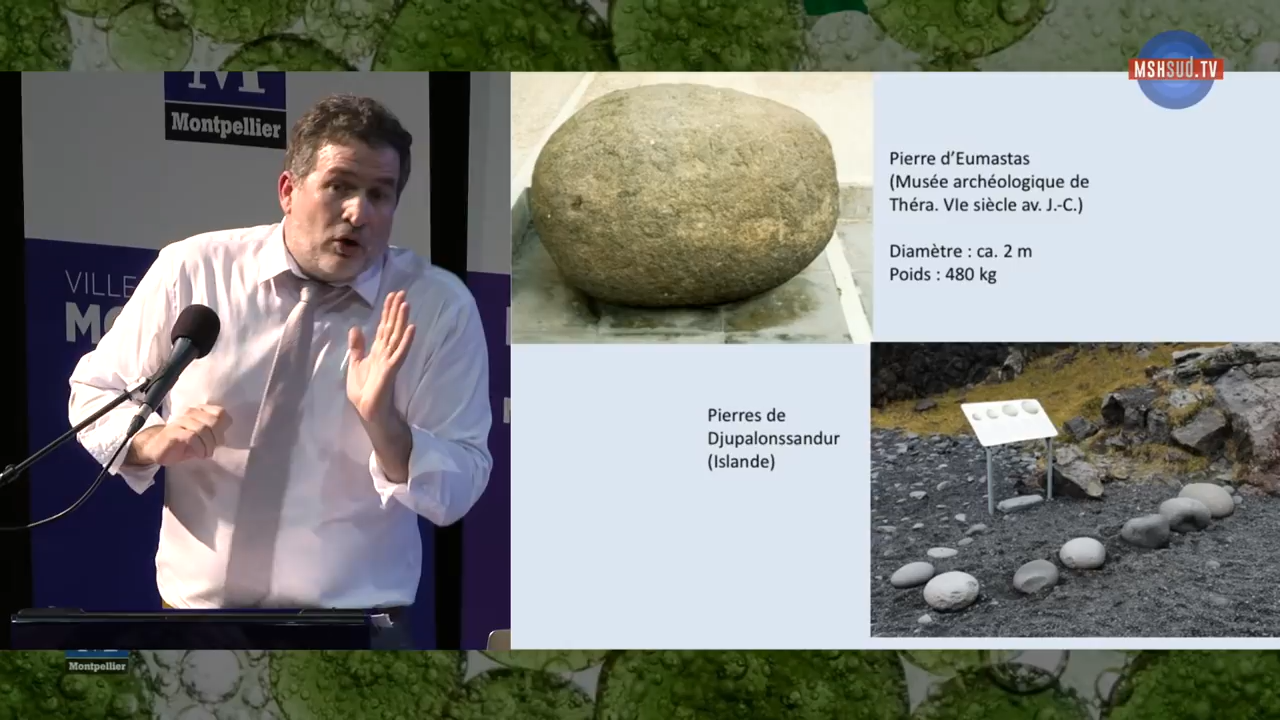 MSHSUD.TV
M
Montpellier
VILLE
MO
Pierre d’Eumastas
(Musée archéologique de
Théra. VIe siècle av. J.-C.)
Diamètre : ca. 2 m
Poids : 480 kg
Pierres de
Djupalonssandur
(Islande)
Montpellier